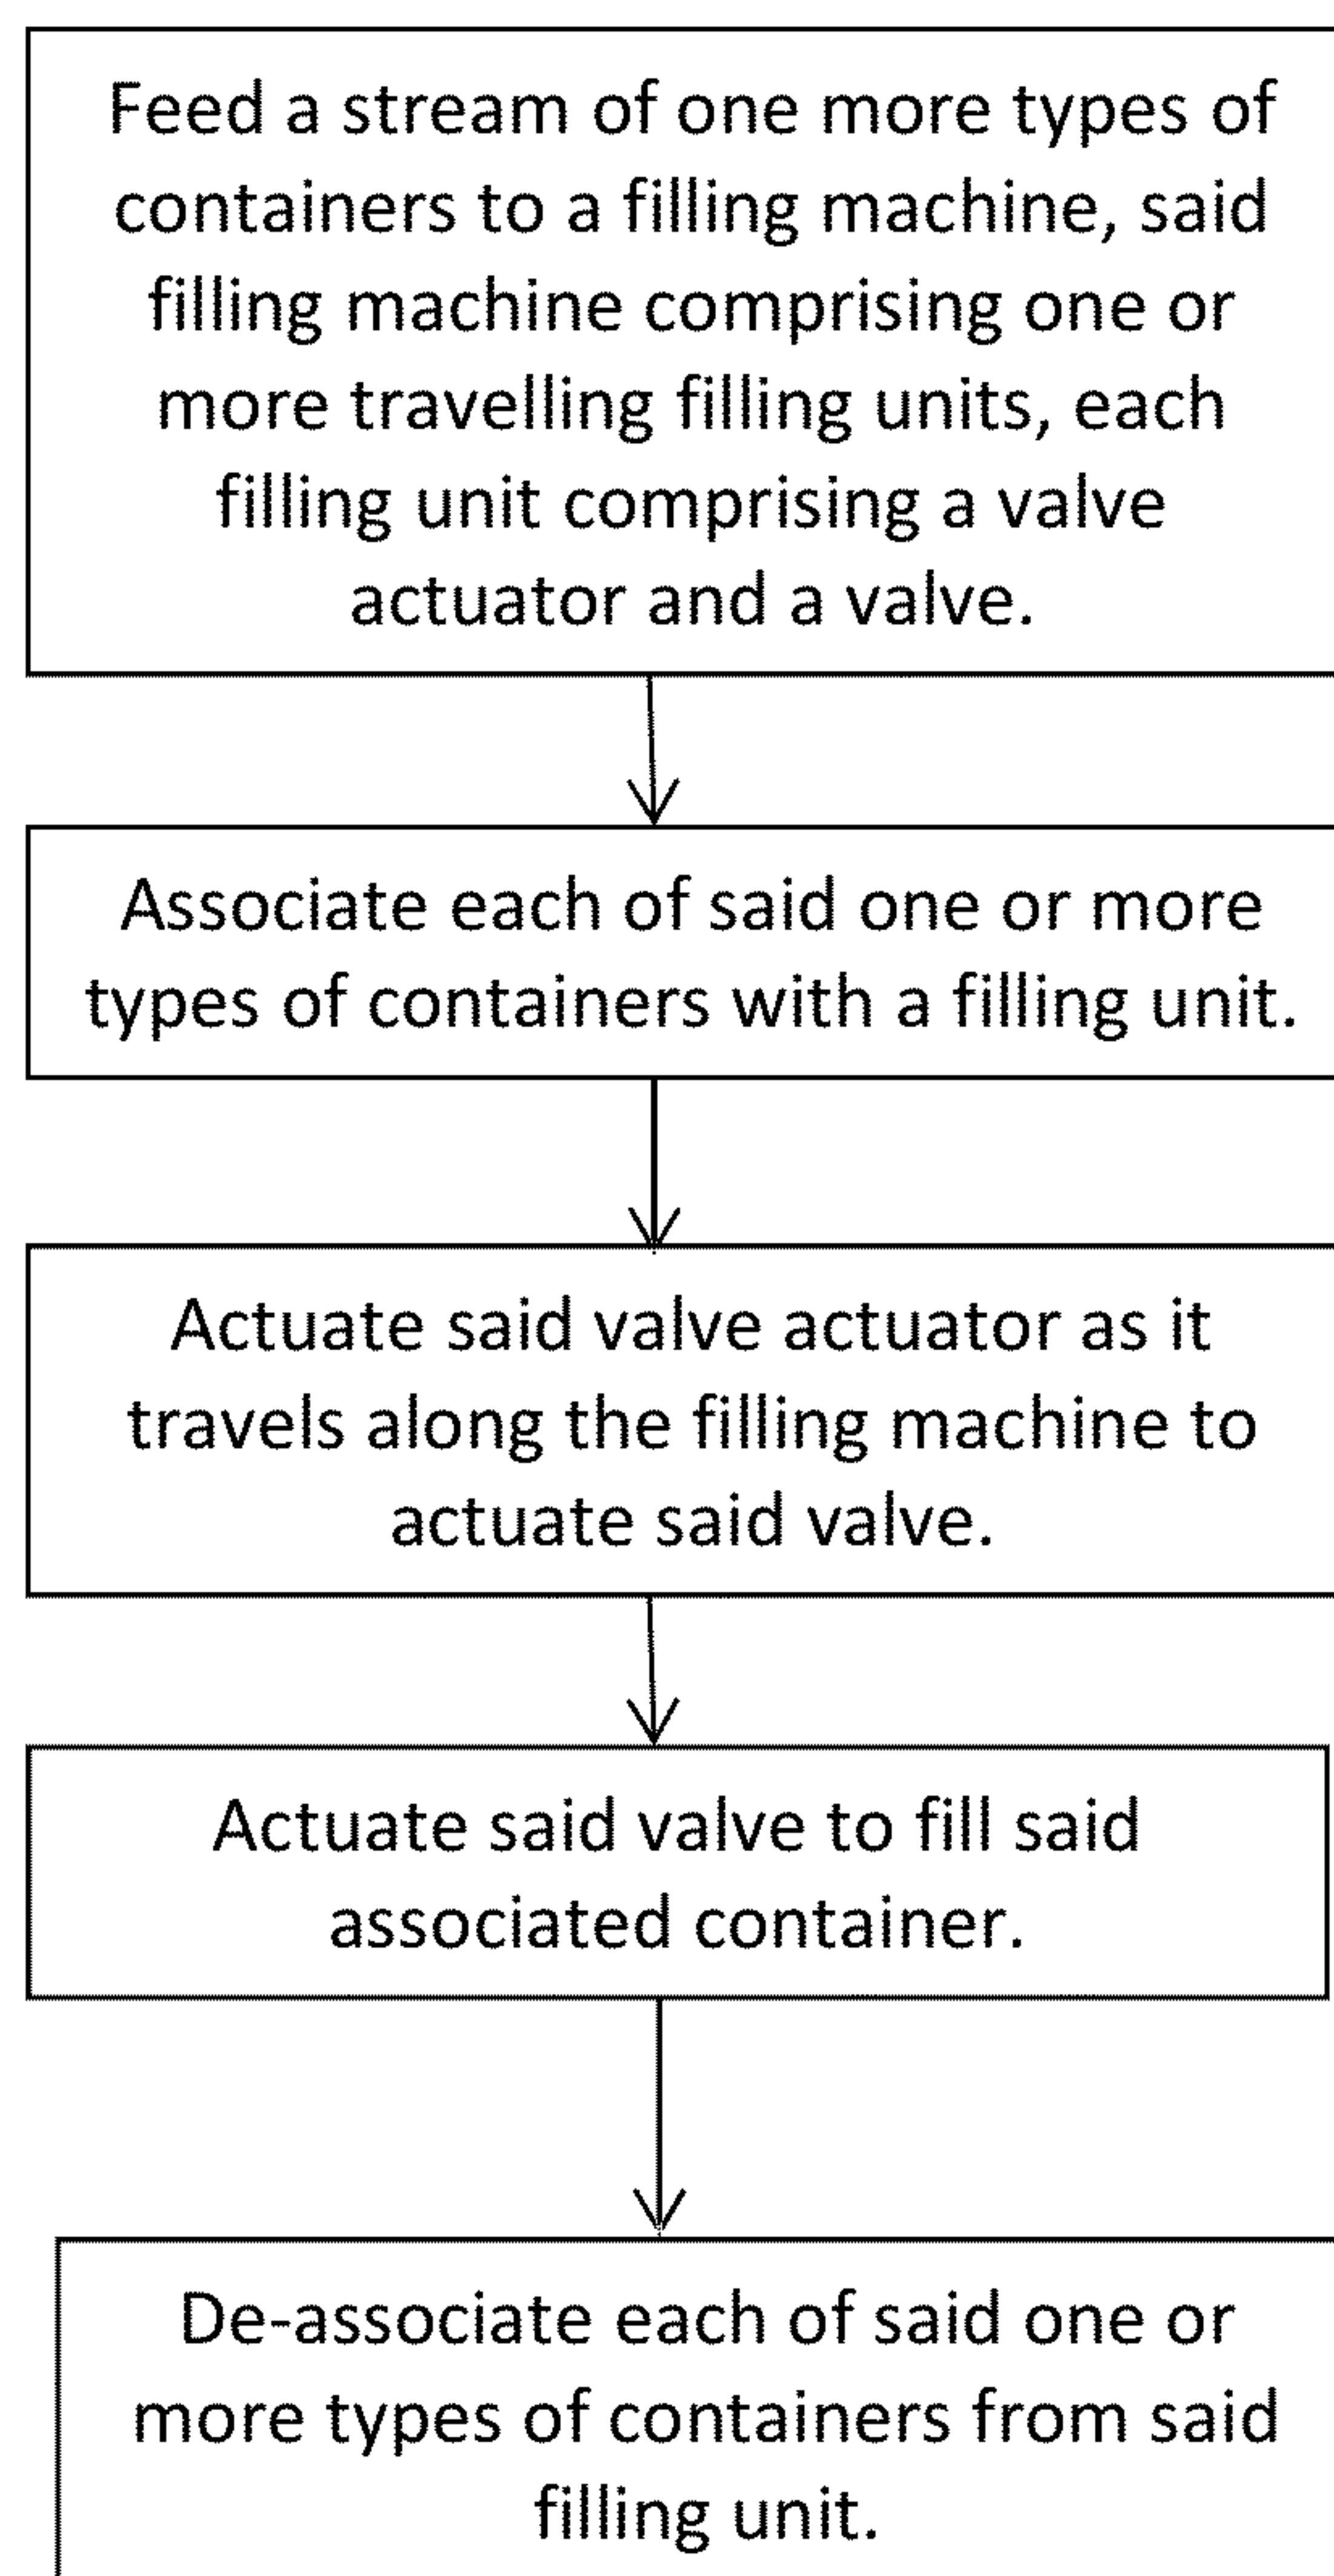 Feed a stream of one more types of
containers to a filling machine, said
filling machine comprising one or
more travelling filling units, each
filling unit comprising a valve
actuator and a valve.
Associate each of said one or more
types of containers with a filling unit.
Actuate said valve actuator as it
travels along the filling machine to
actuate said valve.
Actuate said valve to fill said
associated container.
De-associate each of said one or
more types of containers from said
filling unit.